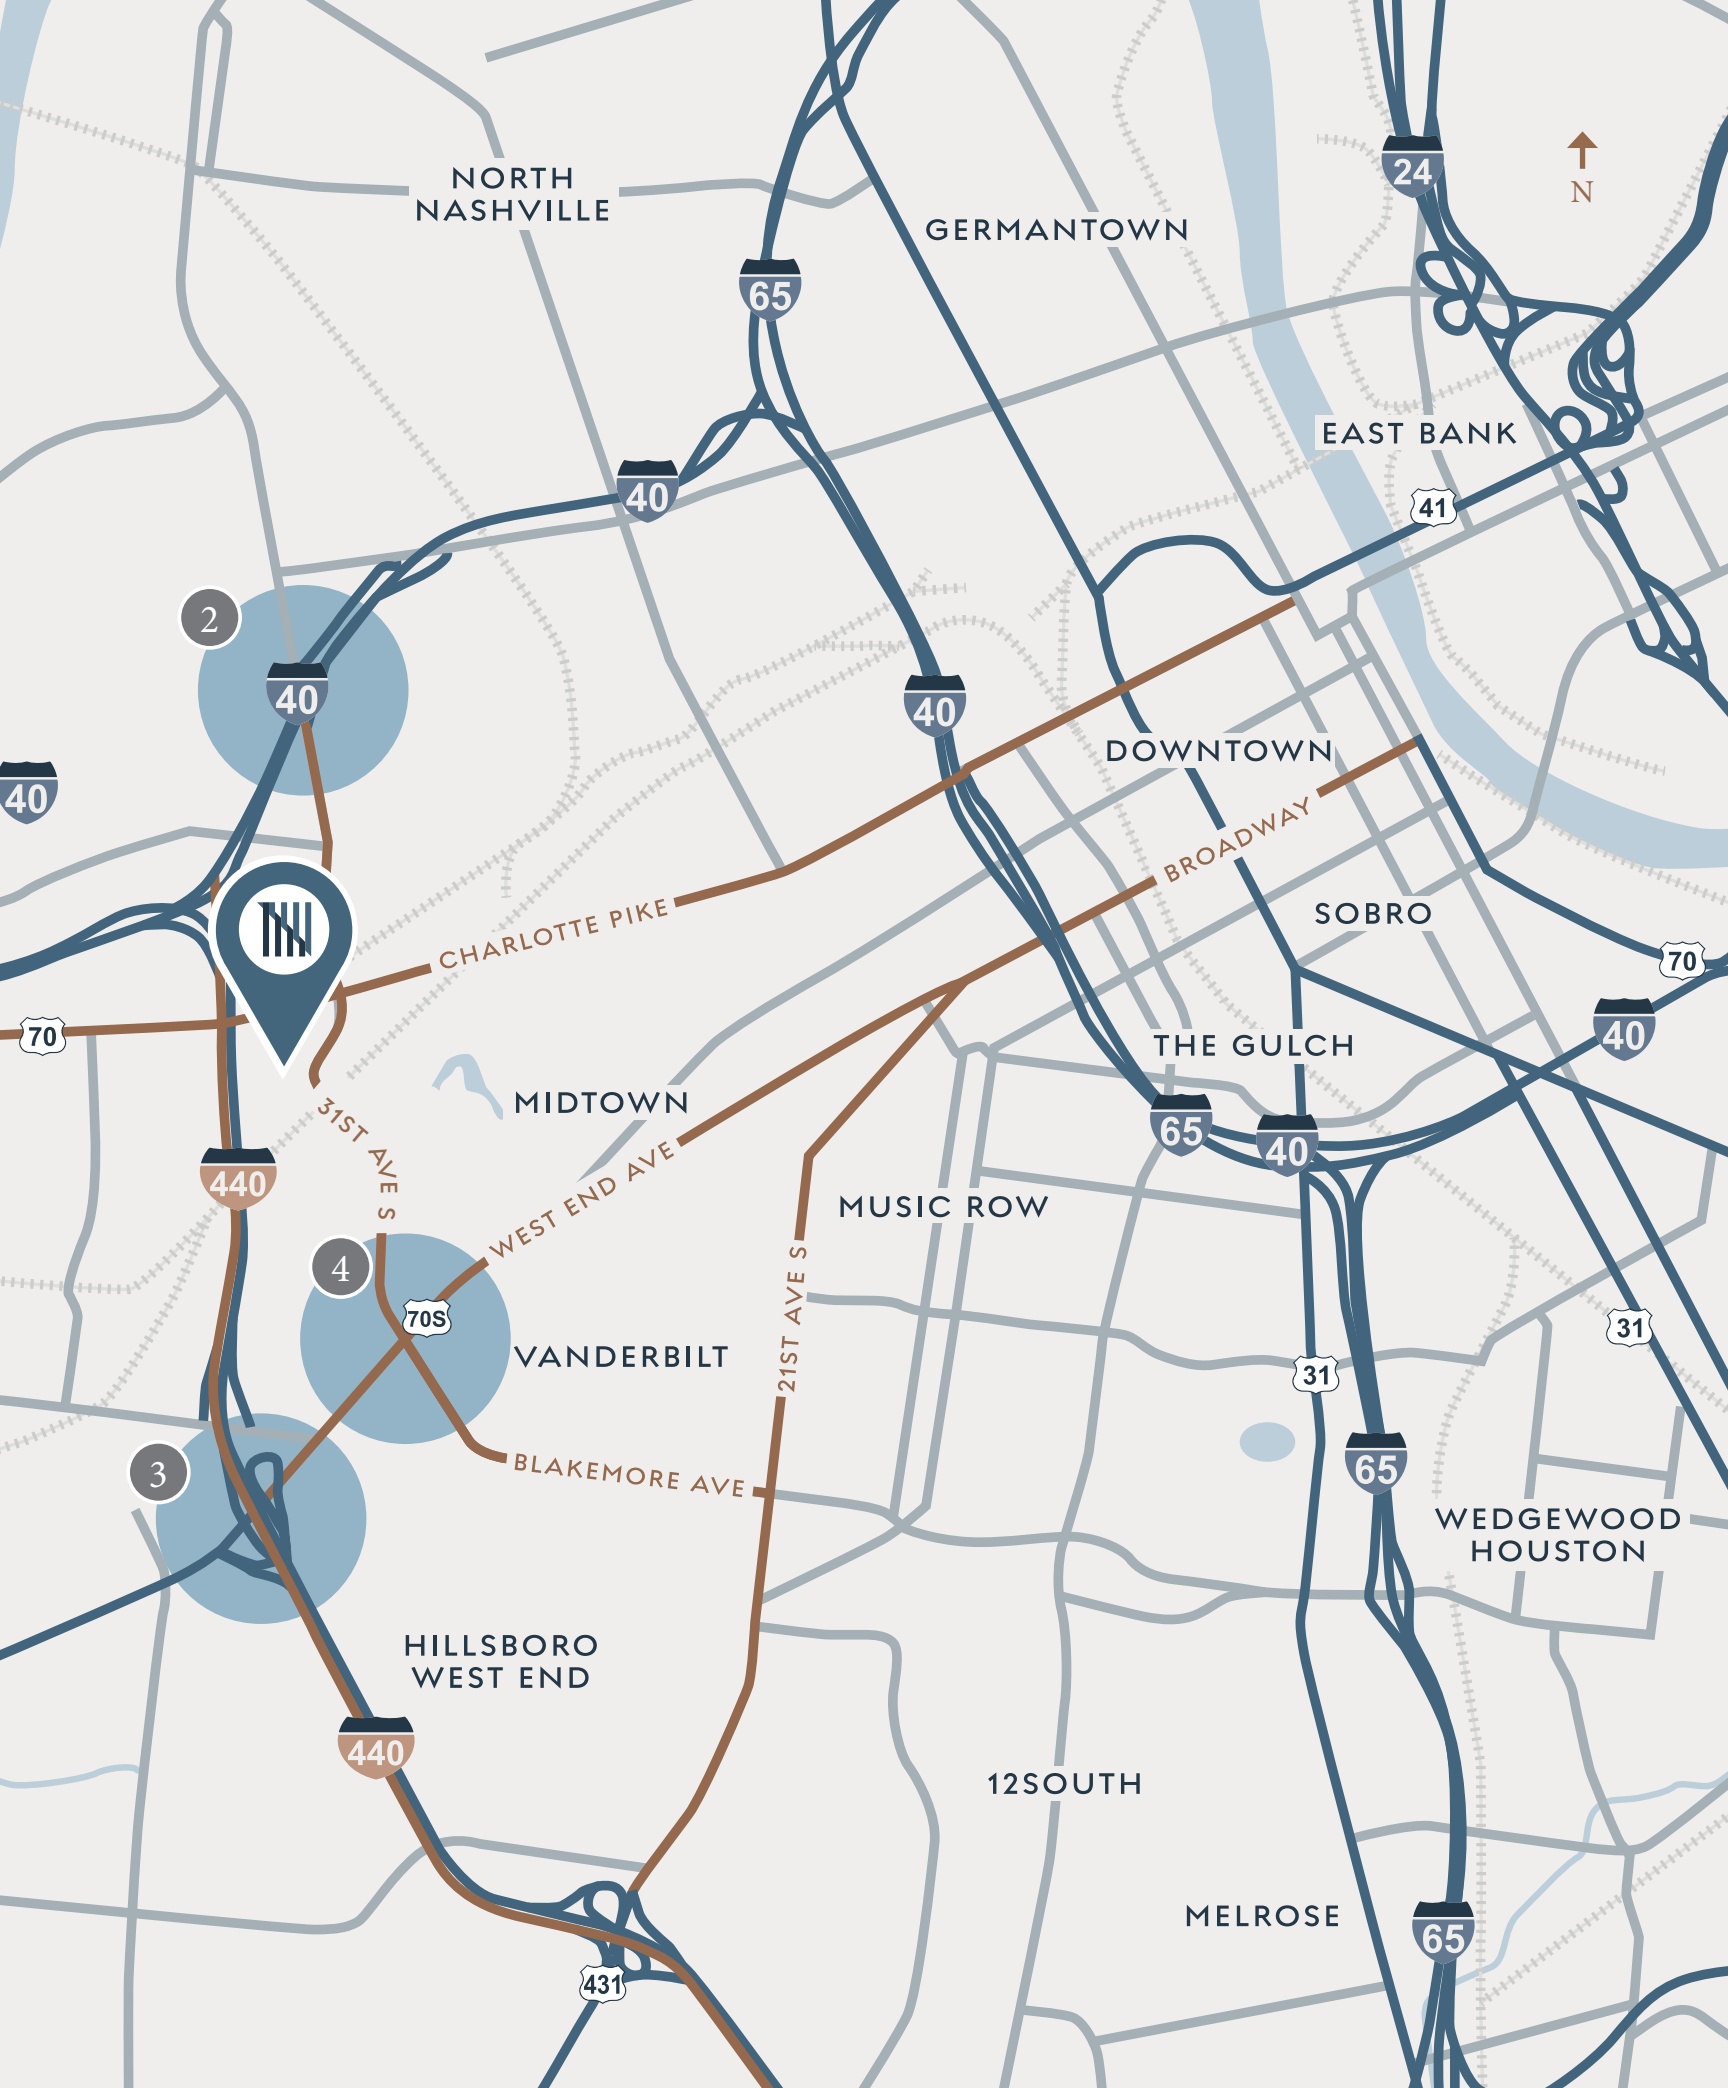 24
N
NORTH
NASHVILLE
GERMANTOWN
65
EAST BANK
40
41
2
40
40
40
DOWNTOWN
BROADWAY
CHARLOTTE PIKE
SOBRO
70
40
70
THE GULCH
MIDTOWN
31ST AVE S
65
40
440
WEST END AVE
MUSIC ROW
4
70S
21ST AVE S
31
VANDERBILT
31
3
BLAKEMORE AVE
65
WEDGEWOOD
HOUSTON
HILLSBORO
WEST END
440
12SOUTH
MELROSE
65
431